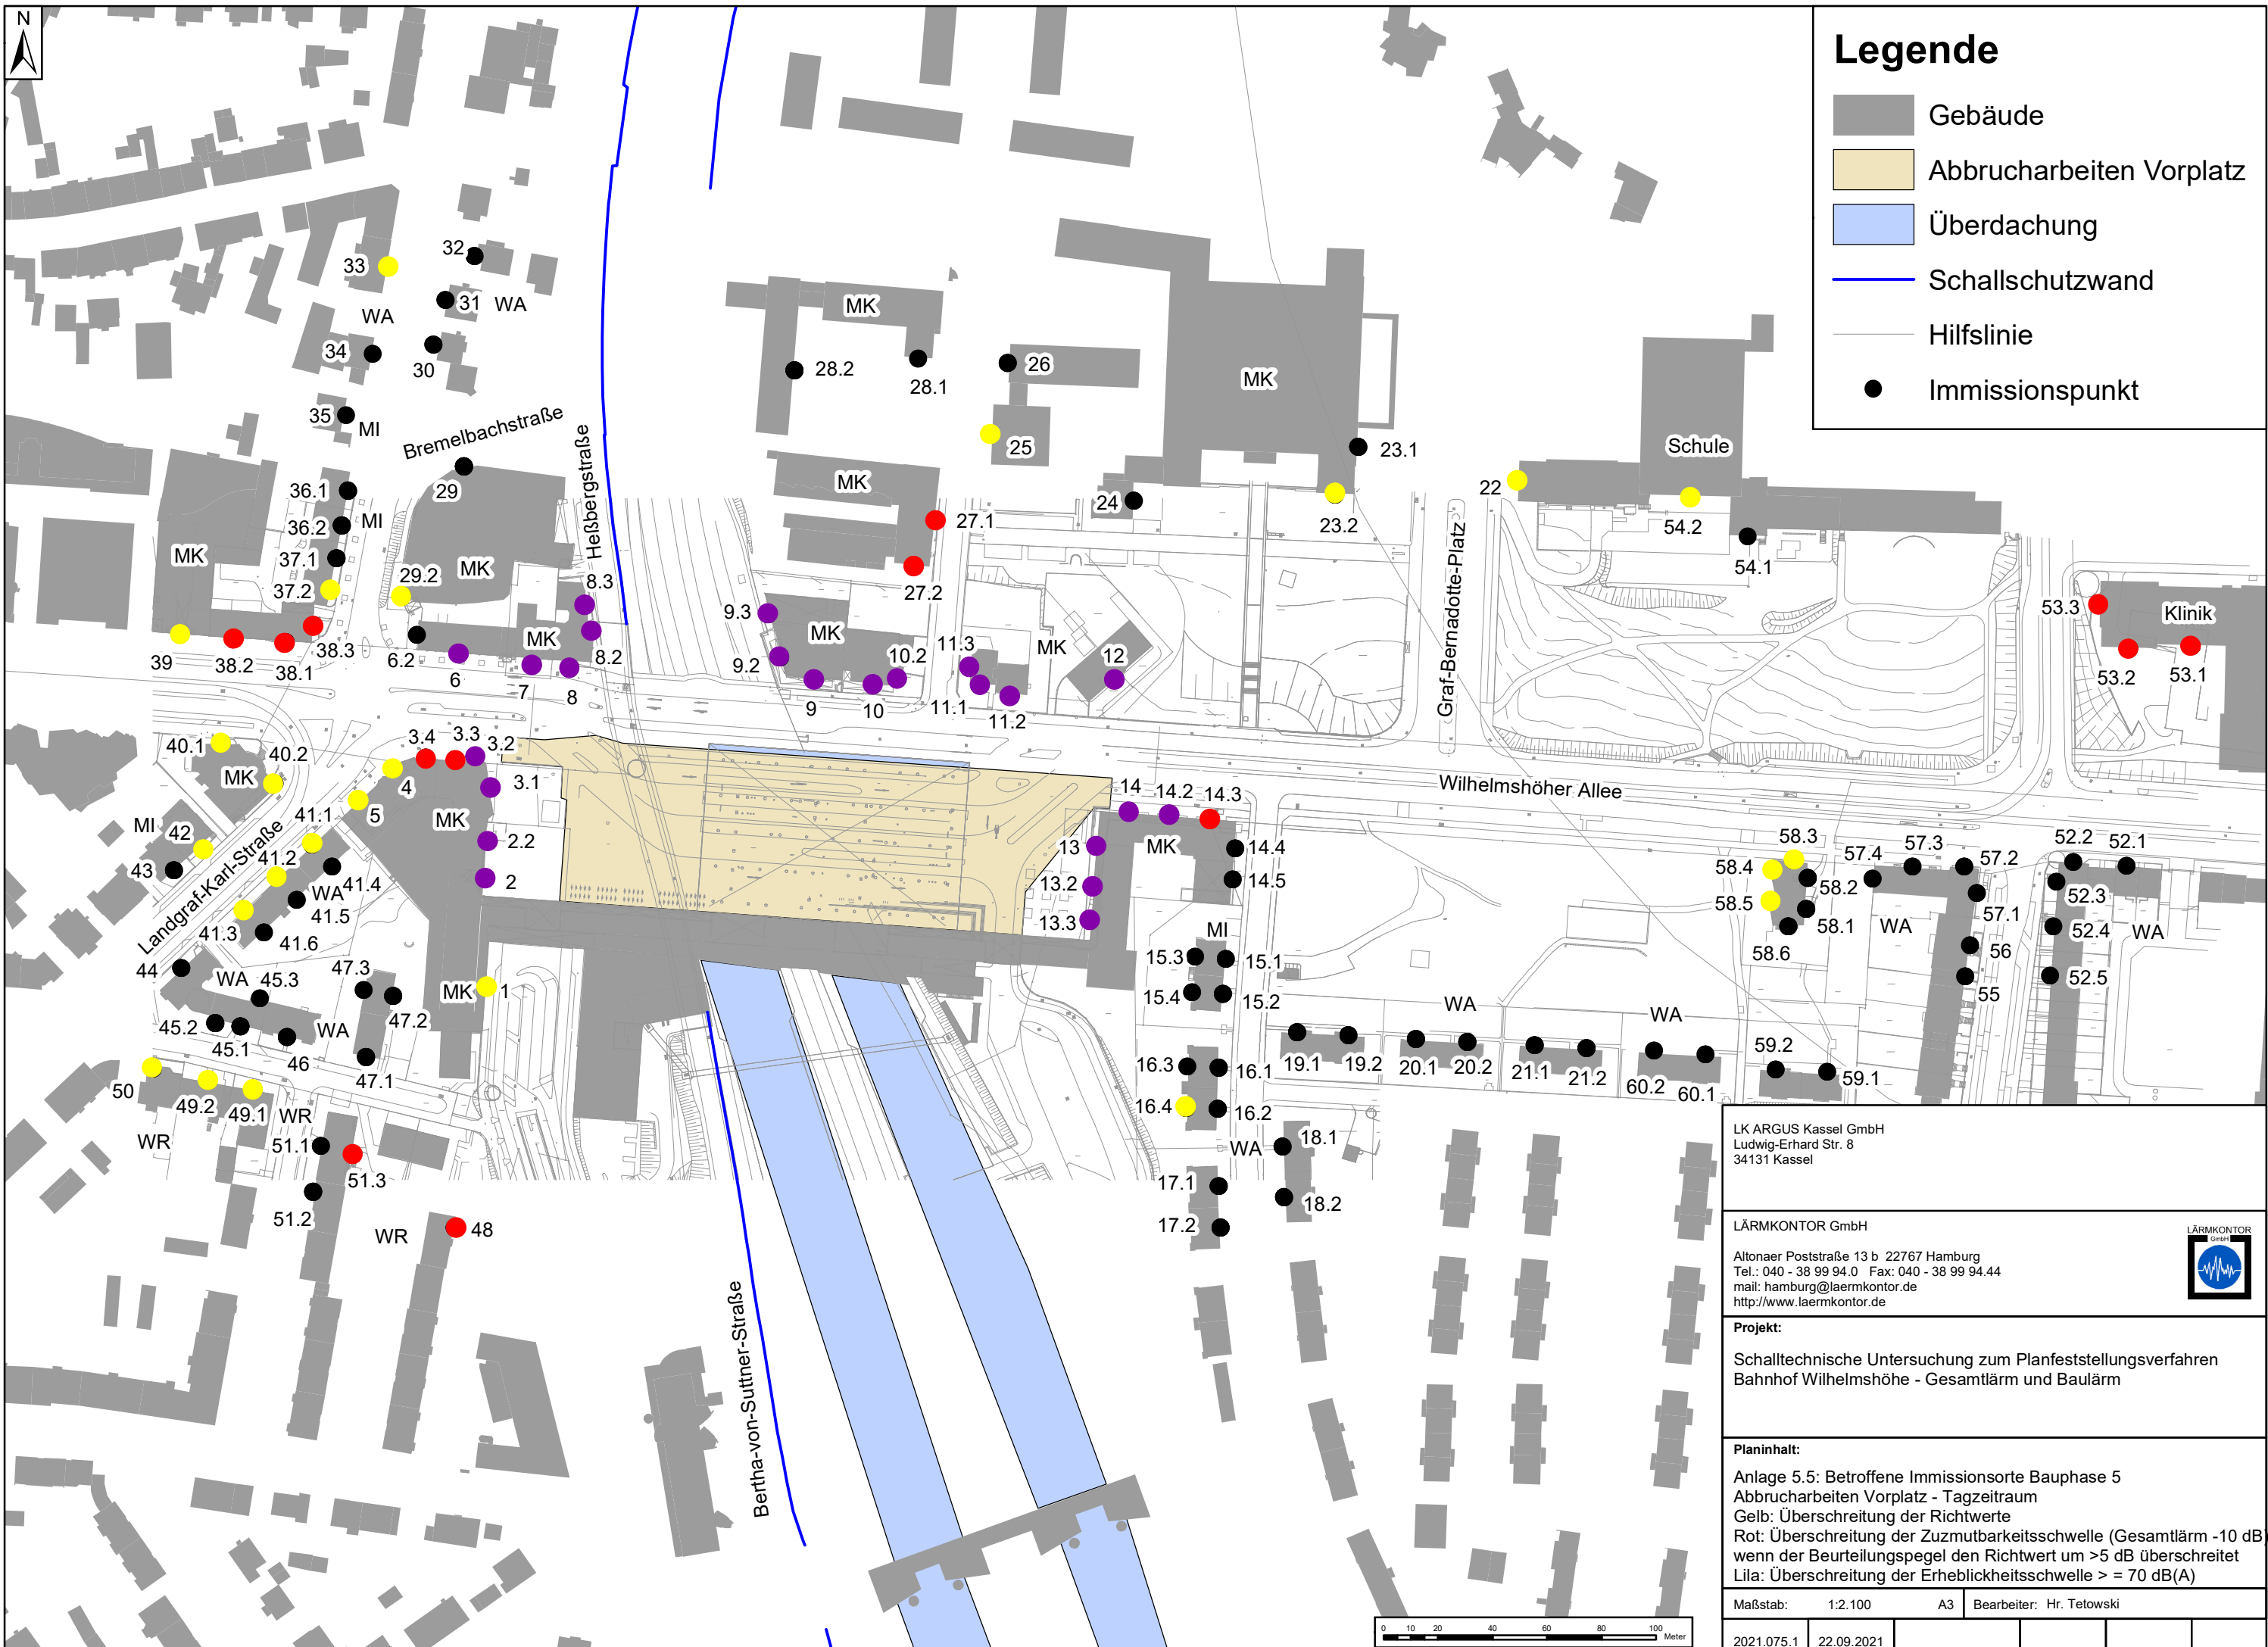 N
Legende
Gebäude
Abbrucharbeiten Vorplatz
Überdachung
Schallschutzwand
Hilfslinie
Immissionspunkt
32
33
31
WA
WA
34
30
35
MI
Bremelbachstraße
Heßbergstraße
29
36.1
36.2
MI
37.1
37.2
MK
29.2
MK
8.3
39
38.2
38.1
38.3
6.2
6
MK
7
8
8.2
MK
28.2
28.1
26
25
MK
23.1
24
23.2
MK
27.1
27.2
9.3
9.2
MK
9
10
10.2
11.3
11.1
11.2
MK
12
Graf-Bernadotte-Platz
22
Schule
54.2
54.1
53.3
Klinik
53.2
53.1
Wilhelmshöher Allee
40.1
40.2
MK
3.4
3.3
3.2
3.1
4
5
MK
2.2
2
MI
42
43
41.1
41.2
WA
41.4
41.5
41.3
41.6
Landgraf-Karl-Straße
44
WA
45.3
47.3
MK
1
47.2
45.2
45.1
46
WA
47.1
50
49.2
49.1
WR
WR
51.1
51.3
51.2
WR
48
14
14.2
14.3
13
MK
14.4
14.5
13.2
13.3
MI
15.3
15.1
15.4
15.2
16.3
16.1
16.4
16.2
WA
17.1
17.2
18.1
18.2
19.1
19.2
WA
20.1
20.2
21.1
21.2
WA
60.2
60.1
59.2
59.1
58.3
58.4
58.2
58.5
58.1
58.6
57.4
57.3
57.2
57.1
WA
56
55
52.2
52.1
52.3
52.4
WA
52.5
Bertha-von-Suttner-Straße
LK ARGUS Kassel GmbH
Ludwig-Erhard Str. 8
34131 Kassel
LÄRMKONTOR GmbH
Altonaer Poststraße 13 b 22767 Hamburg
Tel.: 040 - 38 99 94.0 Fax: 040 - 38 99 94.44
mail: hamburg@laermkontor.de
http://www.laermkontor.de
LÄRMKONTOR
GmbH
Projekt:
Schalltechnische Untersuchung zum Planfeststellungsverfahren
Bahnhof Wilhelmshöhe - Gesamtlärm und Baulärm
Planinhalt:
Anlage 5.5: Betroffene Immissionsorte Bauphase 5
Abbrucharbeiten Vorplatz - Tagzeitraum
Gelb: Überschreitung der Richtwerte
Rot: Überschreitung der Zuzmutbarkeitsschwelle (Gesamtlärm -10 dB)
wenn der Beurteilungspegel den Richtwert um >5 dB überschreitet
Lila: Überschreitung der Erheblickheitsschwelle > = 70 dB(A)
Maßstab: 1:2.100 A3 Bearbeiter: Hr. Tetowski
2021.075.1 22.09.2021
0 10 20 40 60 80 100
Meter